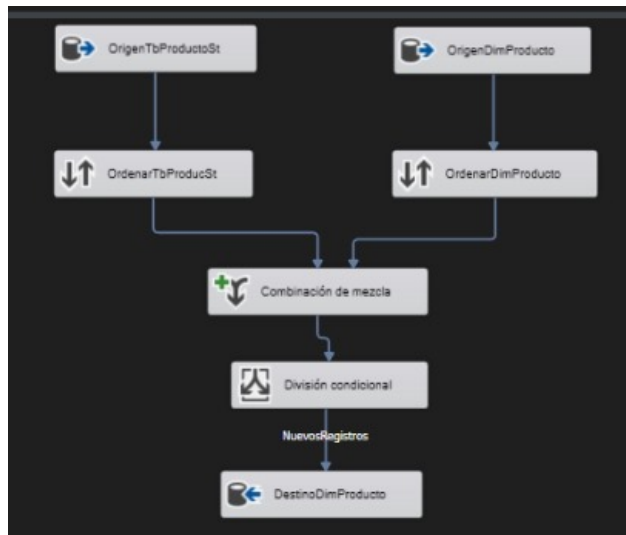 OrigenTbProductoSt
OrigenDimProducto
OrdenarTbProducSt
OrdenarDimProducto
Combinación de mezcla
División condicional
NuevosRegistros
DestinoDimProducto